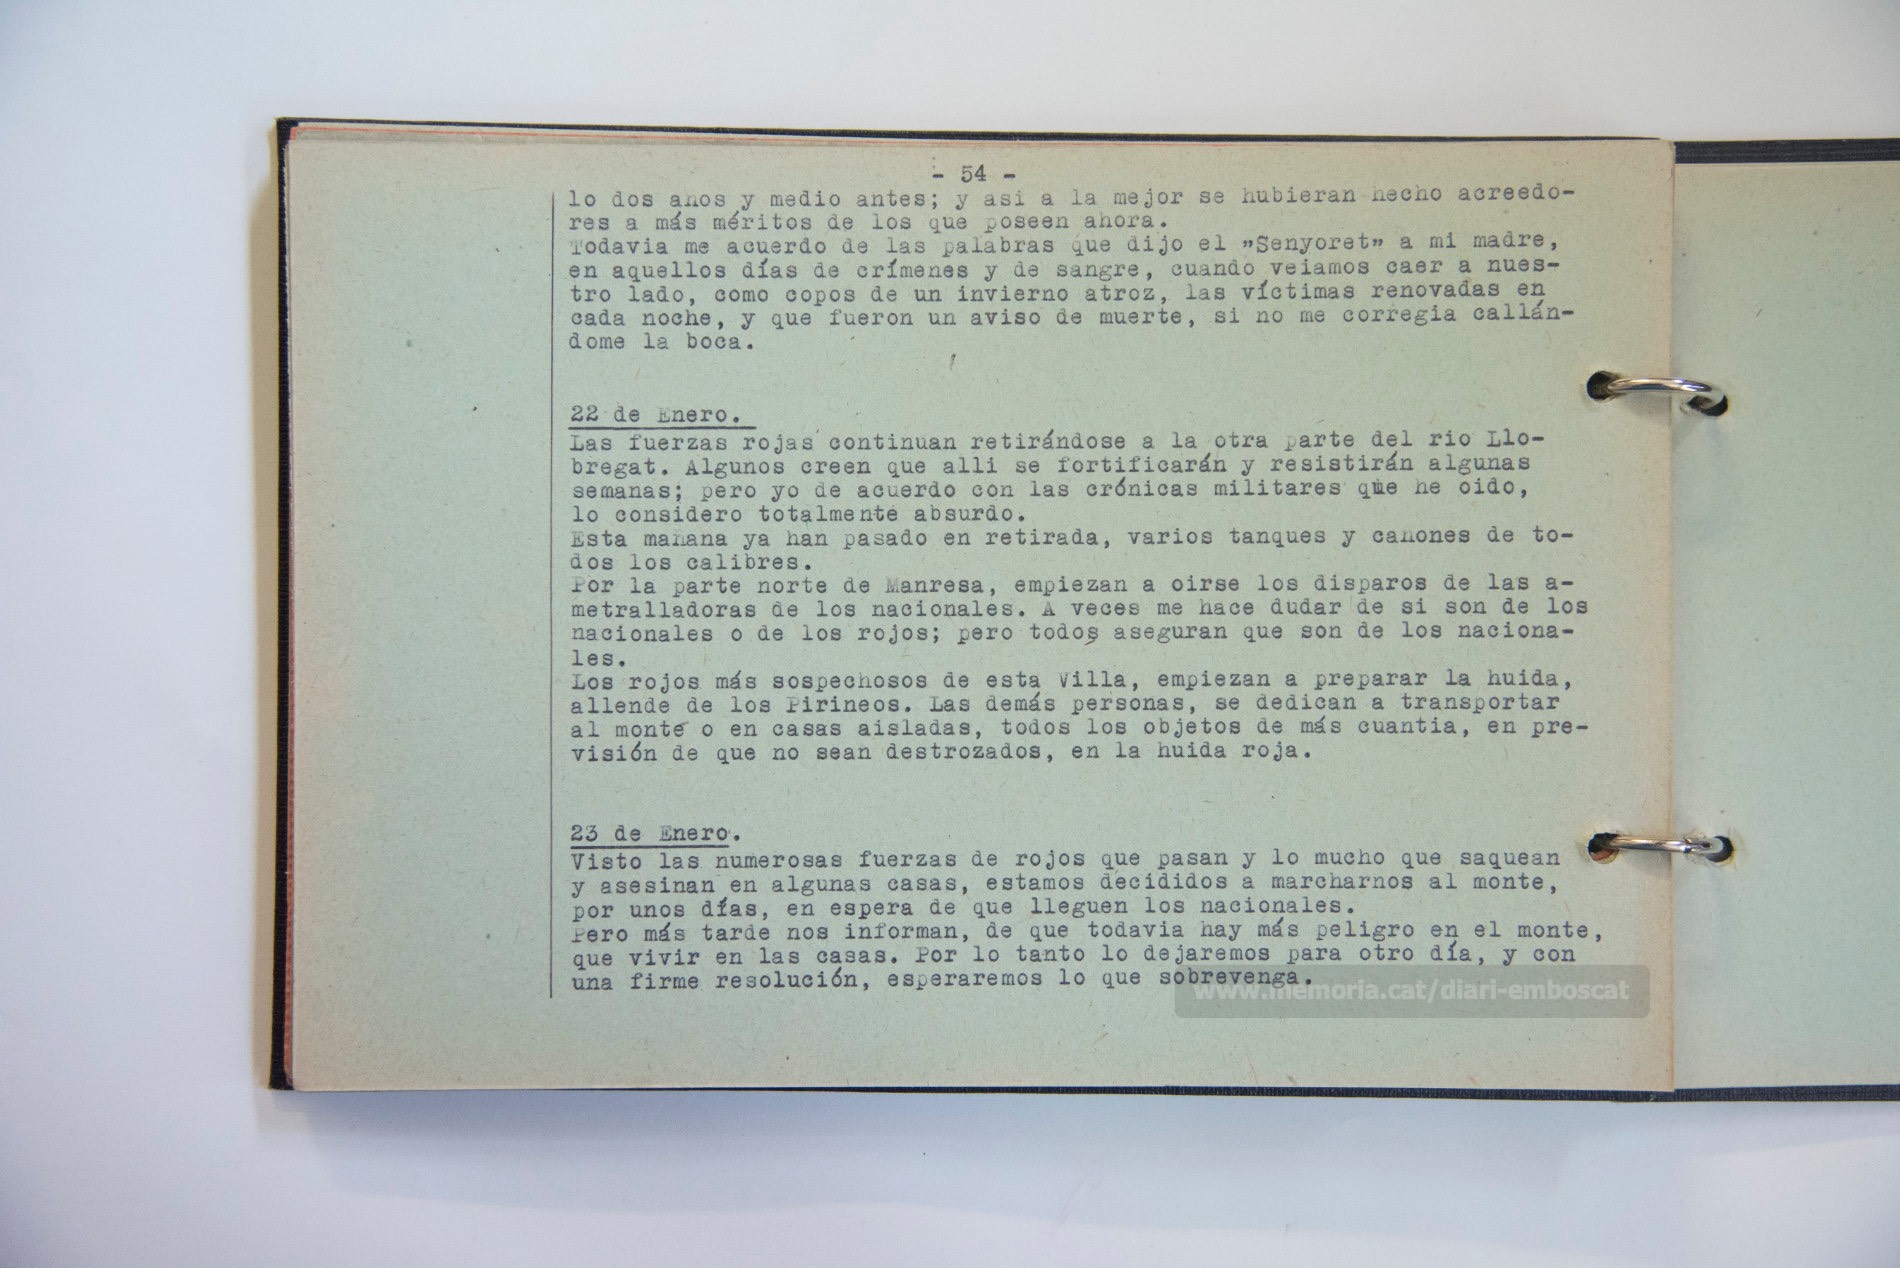 - 54 -
lo dos anos y medio antes; y asi a la mejor se hubieran hecho acreedo-
res a más méritos de los que poseen ahora.
Todavia me acuerdo de las palabras que dijo el "Senyoret" a mi madre,
en aquellos días de crímenes y de sangre, cuando veiamos caer a nues-
tro lado, como copos de un invierno atroz, las víctimas renovadas en
cada noche, y que fueron un aviso de muerte, si no me corregia callán-
dome la boca.
22 de Enero.
Las fuerzas rojas continuan retirándose a la otra parte del rio Llo-
bregat. Algunos creen que alli se fortificarán y resistirán algunas
semanas; pero yo de acuerdo con las crónicas militares que he oido,
lo considero totalmente absurdo.
Esta manana ya han pasado en retirada, varios tanques y canones de to-
dos los calibres.
Por la parte norte de Manresa, empiezan a oirse los disparos de las a-
metralladoras de los nacionales. A veces me hace dudar de si son de los
nacionales o de los rojos; pero todos aseguran que son de los naciona-
les.
Los rojos más sospechosos de esta Villa, empiezan a preparar la huida,
allende de los Pirineos. Las demás personas, se dedican a transportar
al monte o en casas aisladas, todos los objetos de más cuantia, en pre-
visión de que no sean destrozados, en la huida roja.
23 de Enero.
Visto las numerosas fuerzas de rojos que pasan y lo mucho que saquean
y asesinan en algunas casas, estamos decididos a marcharnos al monte,
por unos días, en espera de que lleguen los nacionales.
Pero más tarde nos informan, de que todavia hay más peligro en el monte,
que vivir en las casas. Por lo tanto lo dejaremos para otro día, y con
una firme resolución, esperaremos lo que sobrevenga.
www.memoria.cat/diari-emboscat